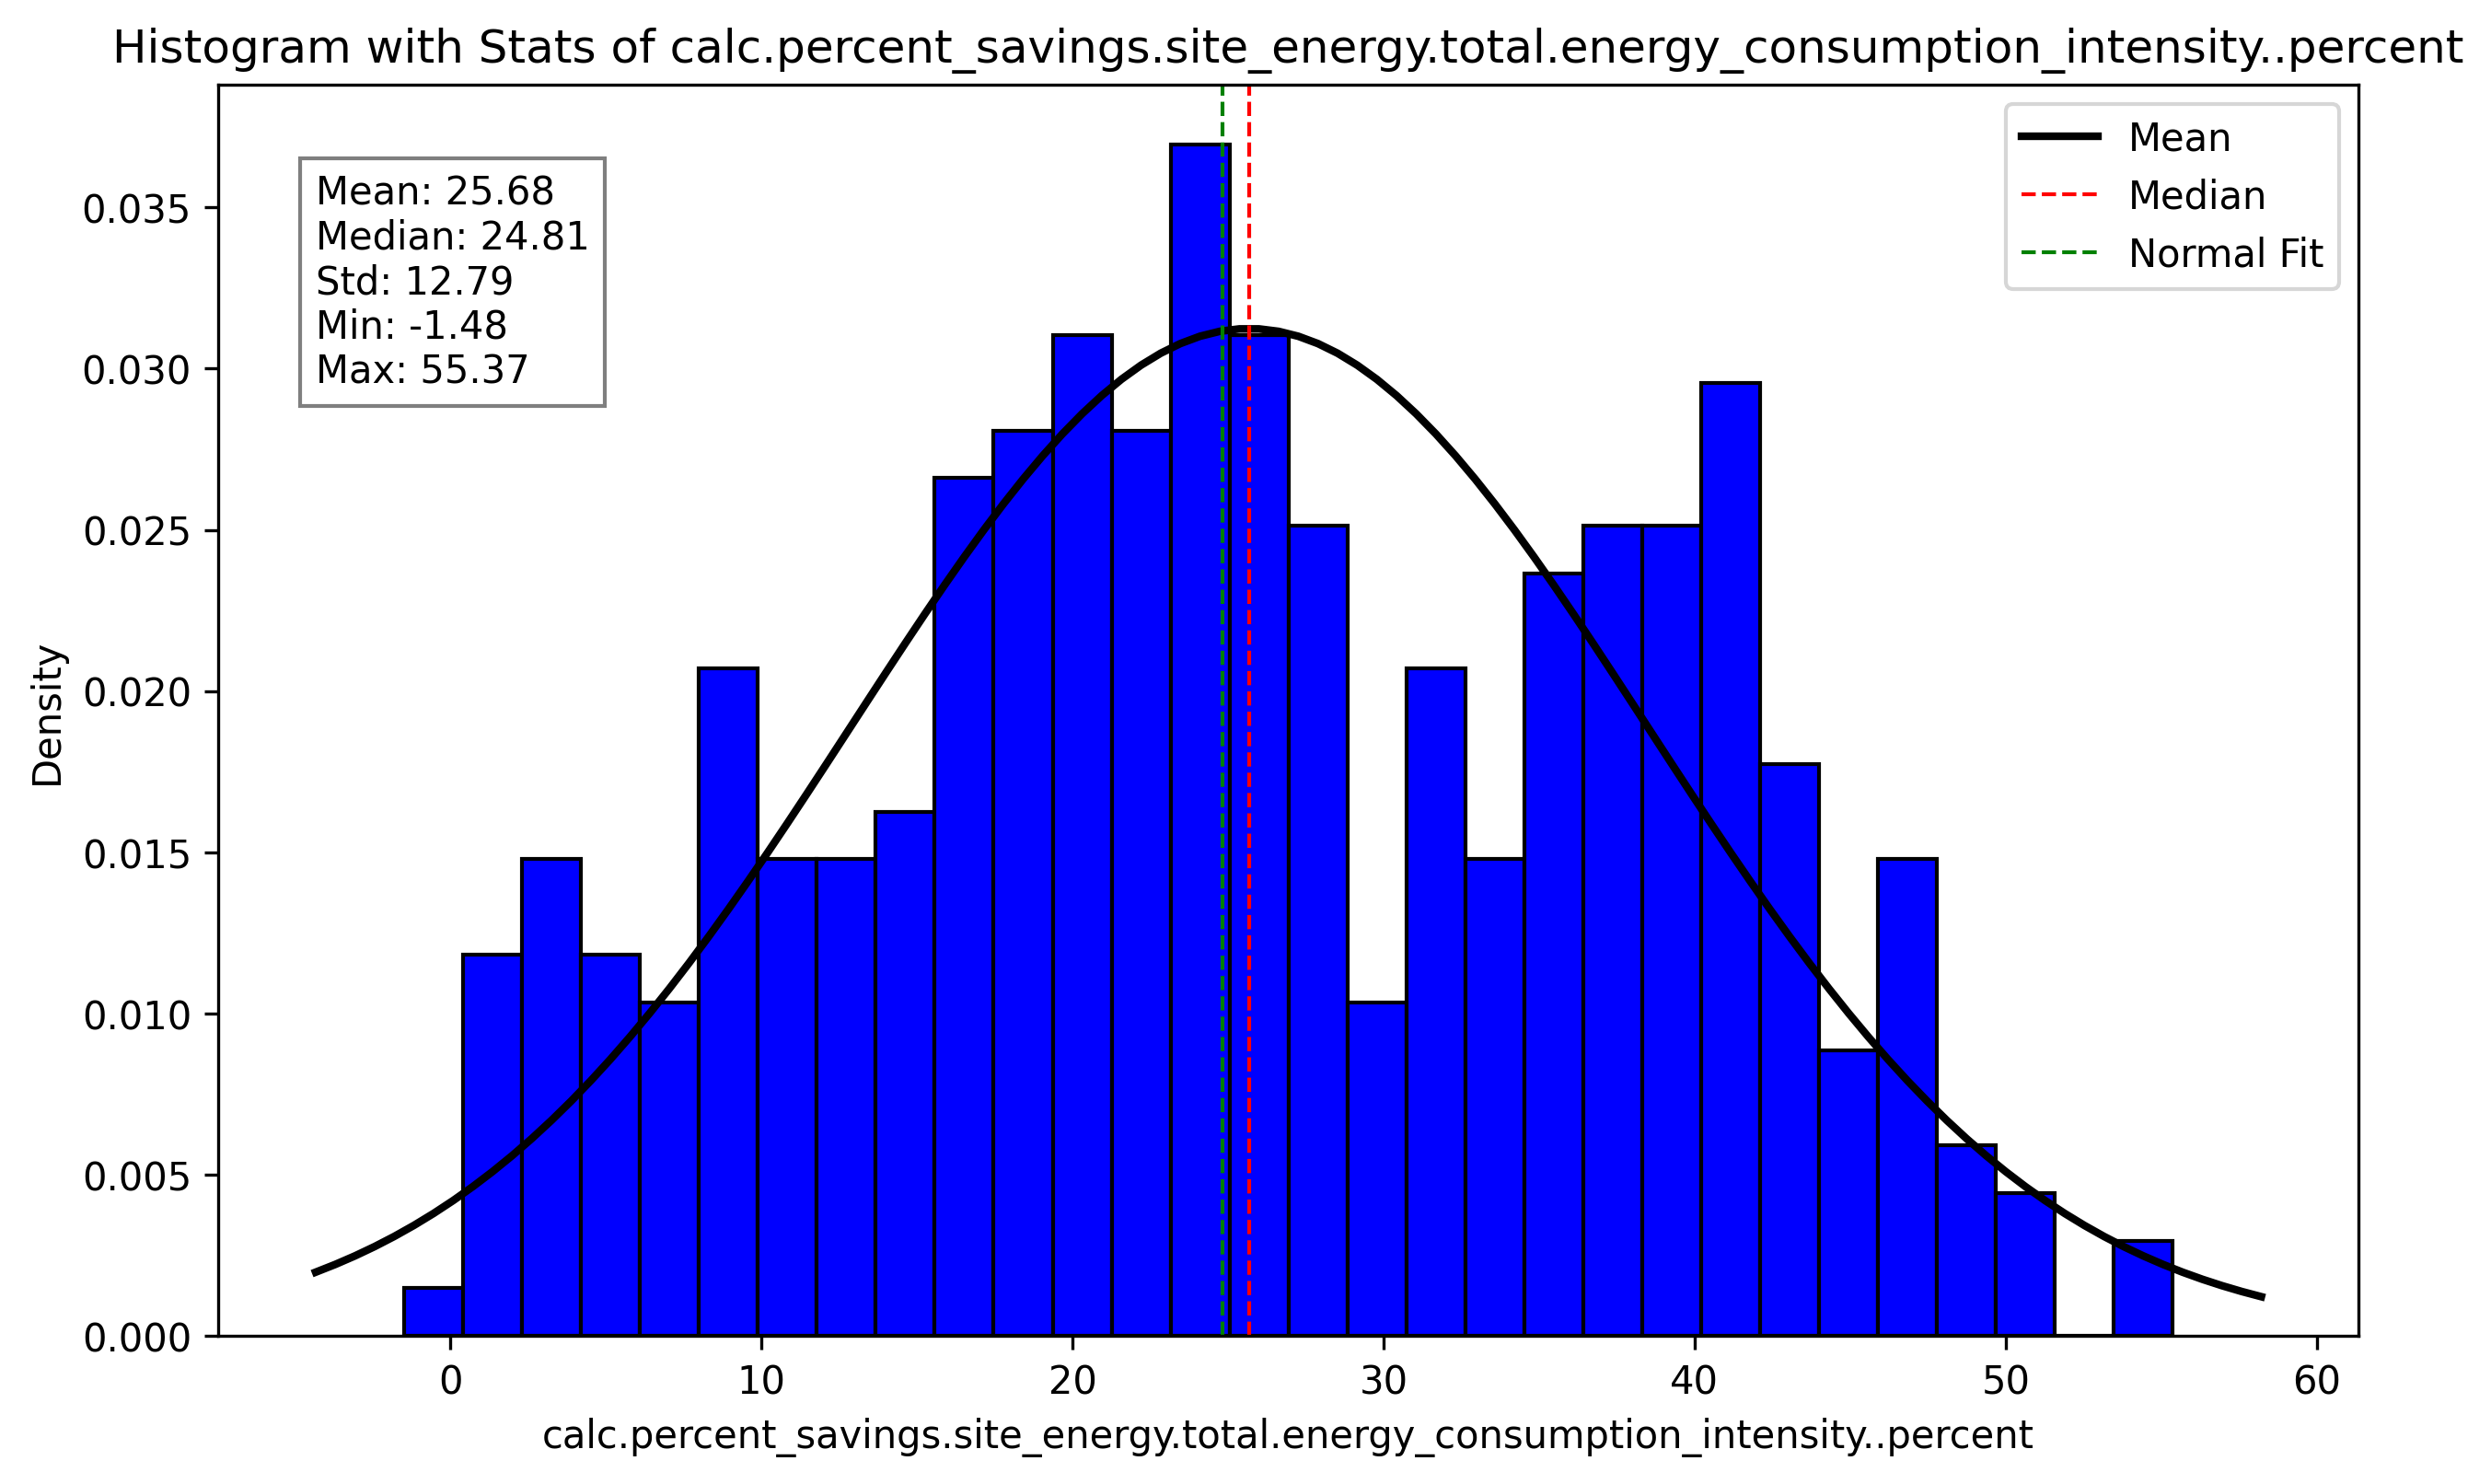 Histogram with Stats of calc.percent_savings.site_energy.total.energy_consumption_intensity..percent
Mean: 25.68
Median: 24.81
Std: 12.79
Min: -1.48
Max: 55.37
Mean
Median
Normal Fit
Density
0.035
0.030
0.025
0.020
0.015
0.010
0.005
0.000
0 10 20 30 40 50 60
calc.percent_savings.site_energy.total.energy_consumption_intensity..percent